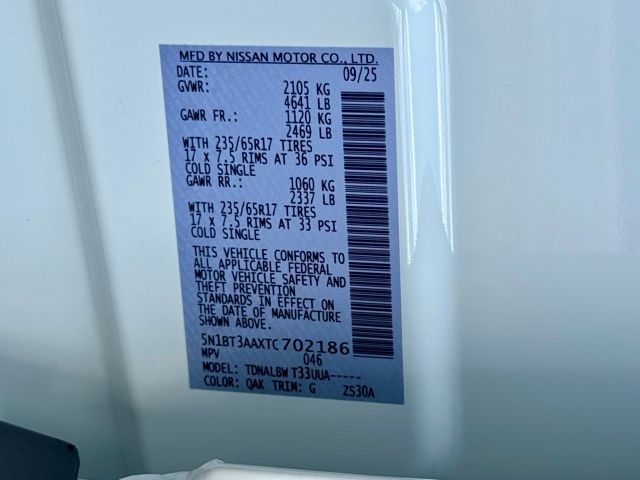 MFD BY NISSAN MOTOR CO., LTD.
DATE: 09/25
GVWR: 2105 KG
4641 LB
GAWR FR.: 1120 KG
2469 LB
WITH 235/65R17 TIRES
17 x 7.5 RIMS AT 36 PSI
COLD SINGLE
GAWR RR.: 1060 KG
2337 LB
WITH 235/65R17 TIRES
17 x 7.5 RIMS AT 33 PSI
COLD SINGLE
THIS VEHICLE CONFORMS TO
ALL APPLICABLE FEDERAL
MOTOR VEHICLE SAFETY AND
THEFT PREVENTION
STANDARDS IN EFFECT ON
THE DATE OF MANUFACTURE
SHOWN ABOVE.
5N1BT3AAXTC702186
MPV 046
MODEL: TDNALBW T33UUA-----
COLOR: QAK TRIM: G ZS30A